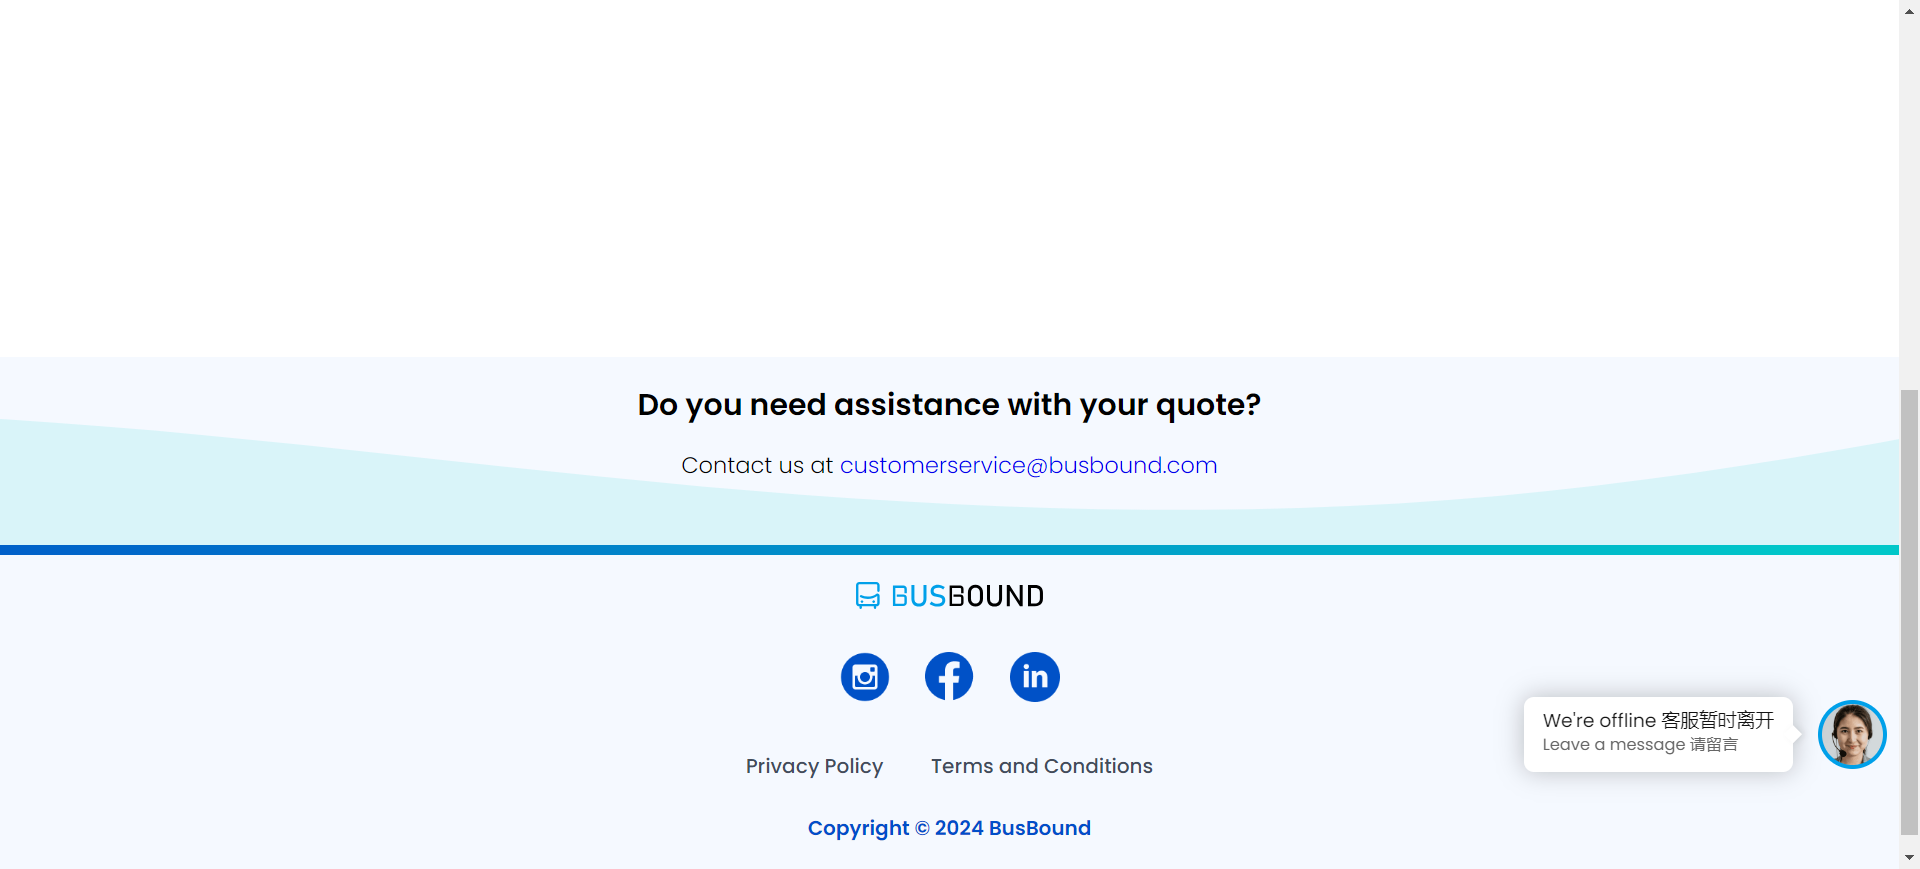 Do you need assistance with your quote?
Contact us at customerservice@busbound.com
BUSBOUND
in
We're offline 客服暂时离开
Leave a message 请留言
Privacy Policy
Terms and Conditions
Copyright © 2024 BusBound